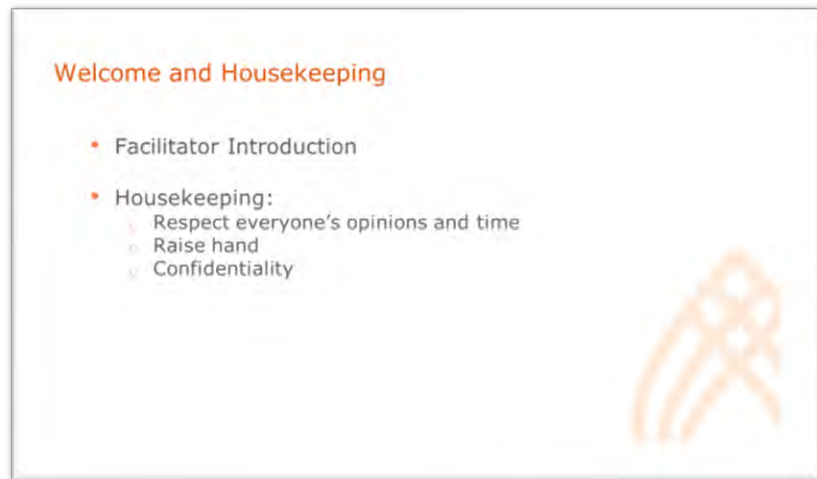 Welcome and Housekeeping
• Facilitator Introduction
• Housekeeping:
o Respect everyone's opinions and time
o Raise hand
o Confidentiality